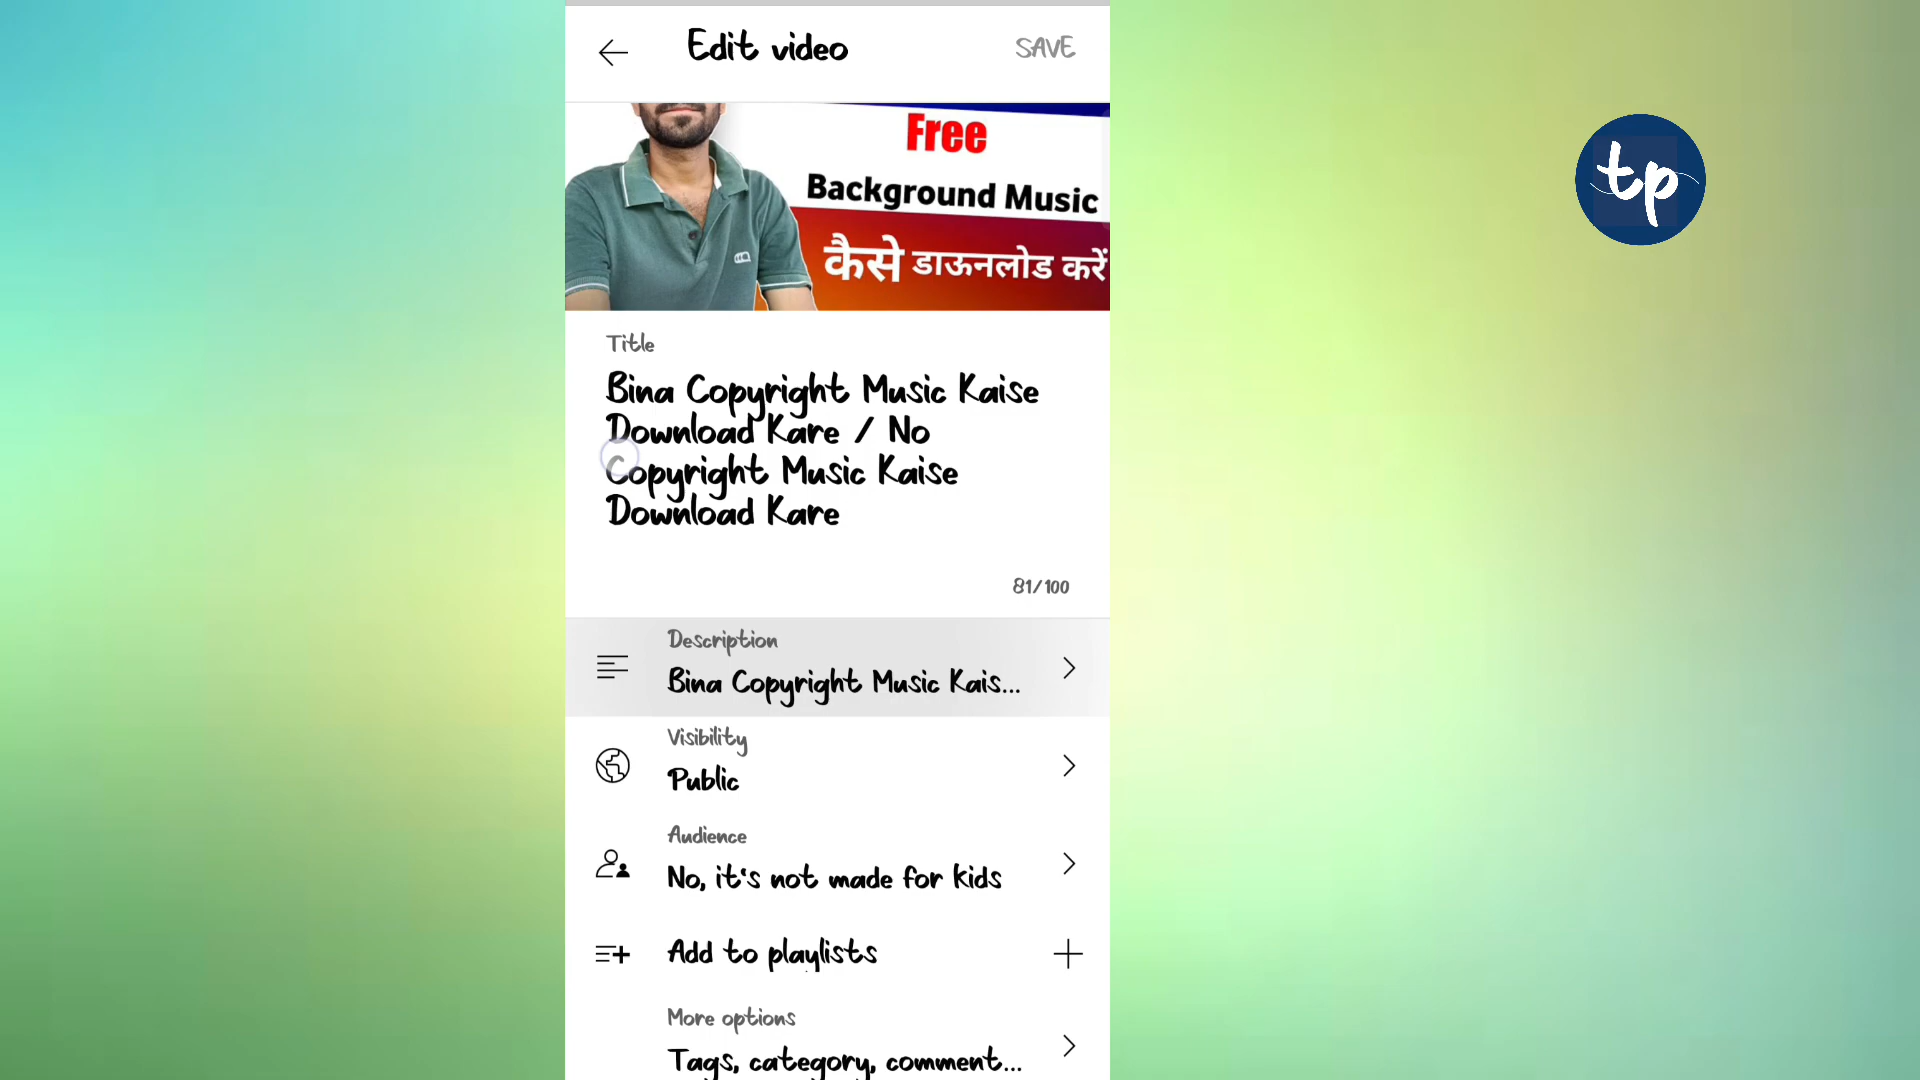 Edit video
SAVE
Free
Background Music
कैसे डाऊनलोड करें
tp
Title
Bina Copyright Music Kaise
Download Kare / No
Copyright Music Kaise
Download Kare
81/100
Description
Bina Copyright Music Kais...
Visibility
Public
Audience
No, it's not made for kids
Add to playlists
More options
Tags, category, comment...